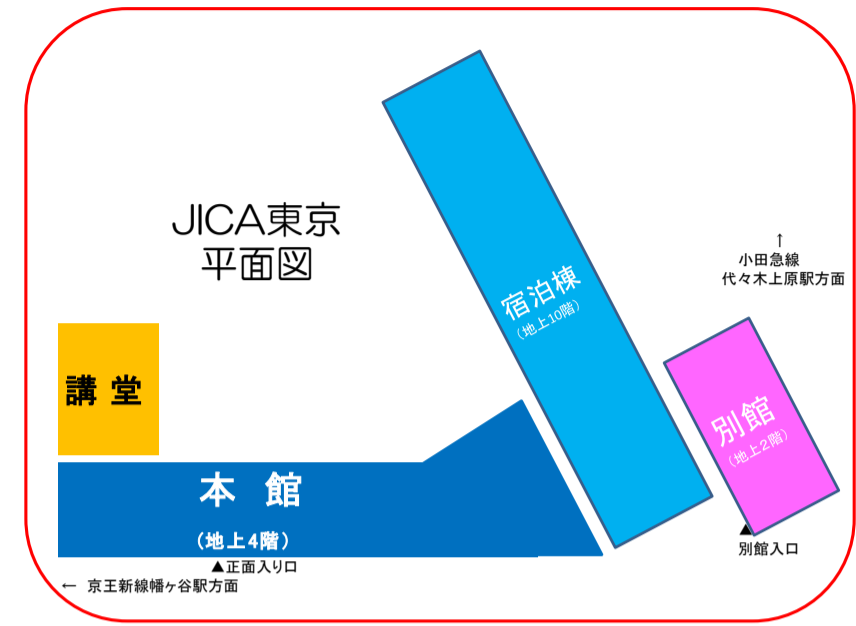 JICA東京
平面図
宿泊棟
(地上10階)
↑
小田急線
代々木上原駅方面
講 堂
別館
(地上2階)
本 館
(地上4階)
▲正面入り口
▲
別館入口
← 京王新線幡ヶ谷駅方面